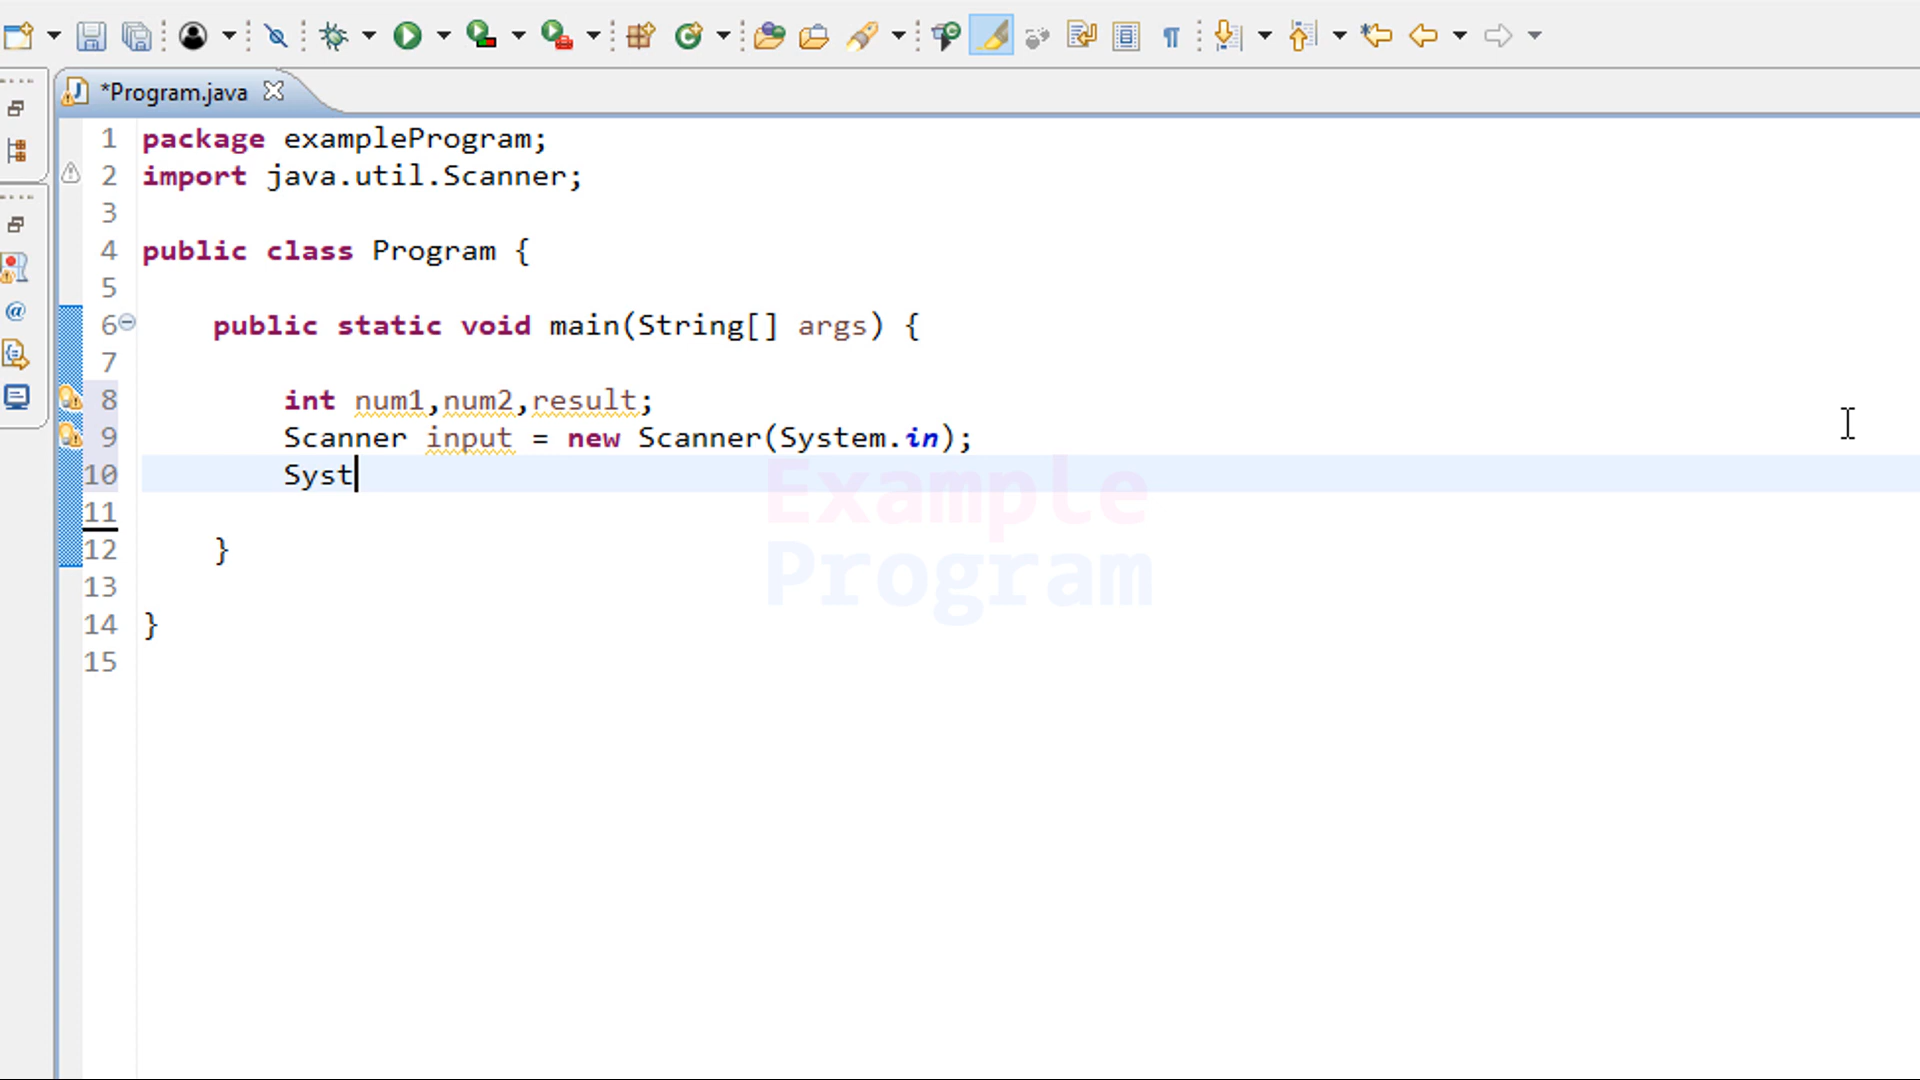 *Program.java
1 package exampleProgram;
2 import java.util.Scanner;
3
4 public class Program {
5
6 public static void main(String[] args) {
7
8 int num1,num2,result;
9 Scanner input = new Scanner(System.in);
10 Syst
11
12 }
13
14 }
15
Example
Program